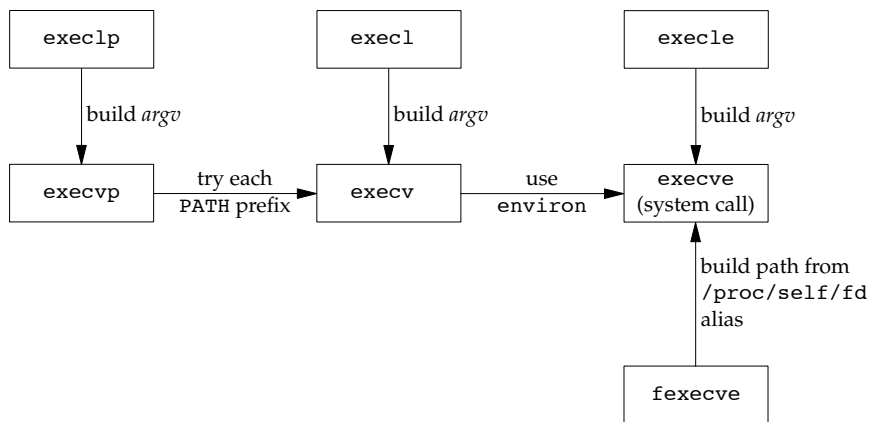 execlp
execl
execle
build argv
build argv
build argv
execvp
try each
PATH prefix
execv
use
environ
execve
(system call)
build path from
/proc/self/fd
alias
fexecve